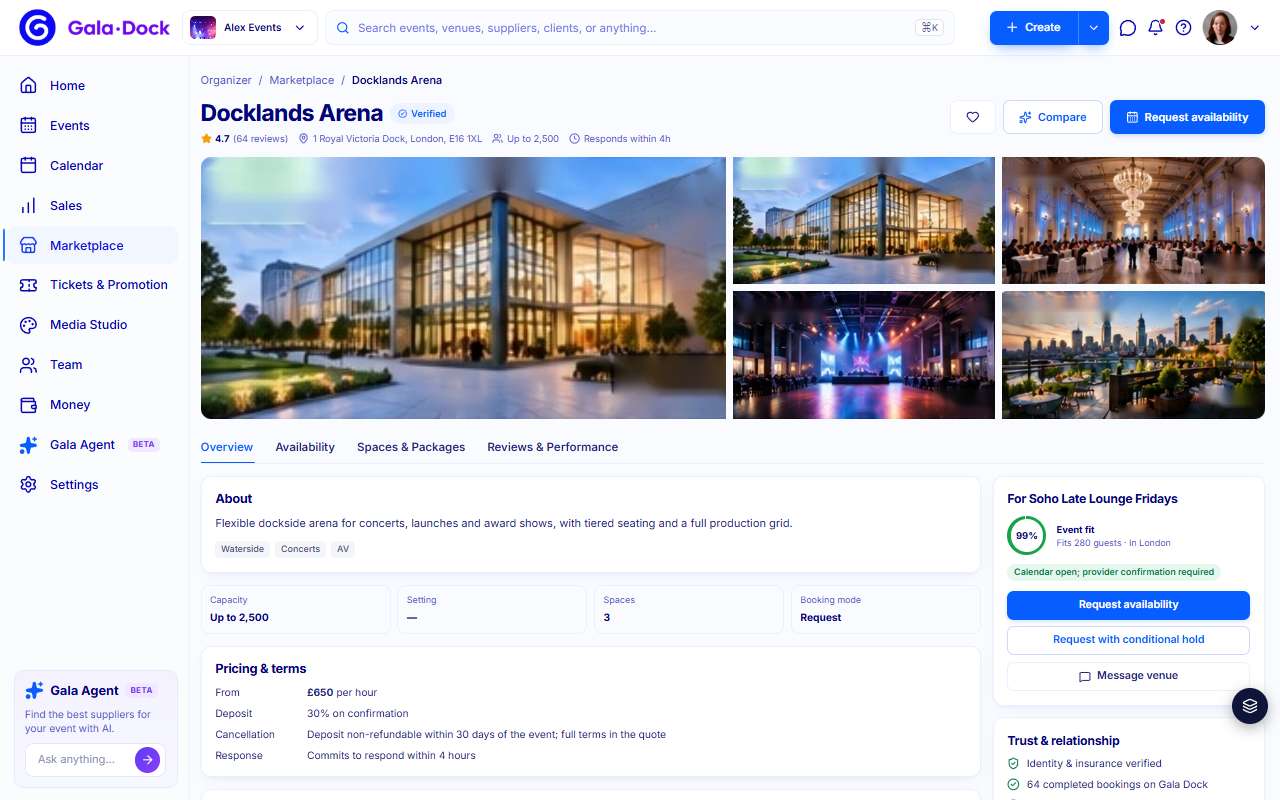 Gala·Dock
Alex Events
Search events, venues, suppliers, clients, or anything...
⌘K
Create
Home
Events
Calendar
Sales
Marketplace
Tickets & Promotion
Media Studio
Team
Money
Gala Agent BETA
Settings
Gala Agent BETA
Find the best suppliers for
your event with AI.
Ask anything...
Organizer / Marketplace / Docklands Arena
Docklands Arena
Verified
4.7 (64 reviews)
1 Royal Victoria Dock, London, E16 1XL
Up to 2,500
Responds within 4h
Compare
Request availability
Overview
Availability
Spaces & Packages
Reviews & Performance
About
Flexible dockside arena for concerts, launches and award shows, with tiered seating and a full production grid.
Waterside
Concerts
AV
Capacity
Up to 2,500
Setting
—
Spaces
3
Booking mode
Request
Pricing & terms
From £650 per hour
Deposit 30% on confirmation
Cancellation Deposit non-refundable within 30 days of the event; full terms in the quote
Response Commits to respond within 4 hours
For Soho Late Lounge Fridays
99%
Event fit
Fits 280 guests · In London
Calendar open; provider confirmation required
Request availability
Request with conditional hold
Message venue
Trust & relationship
Identity & insurance verified
64 completed bookings on Gala Dock